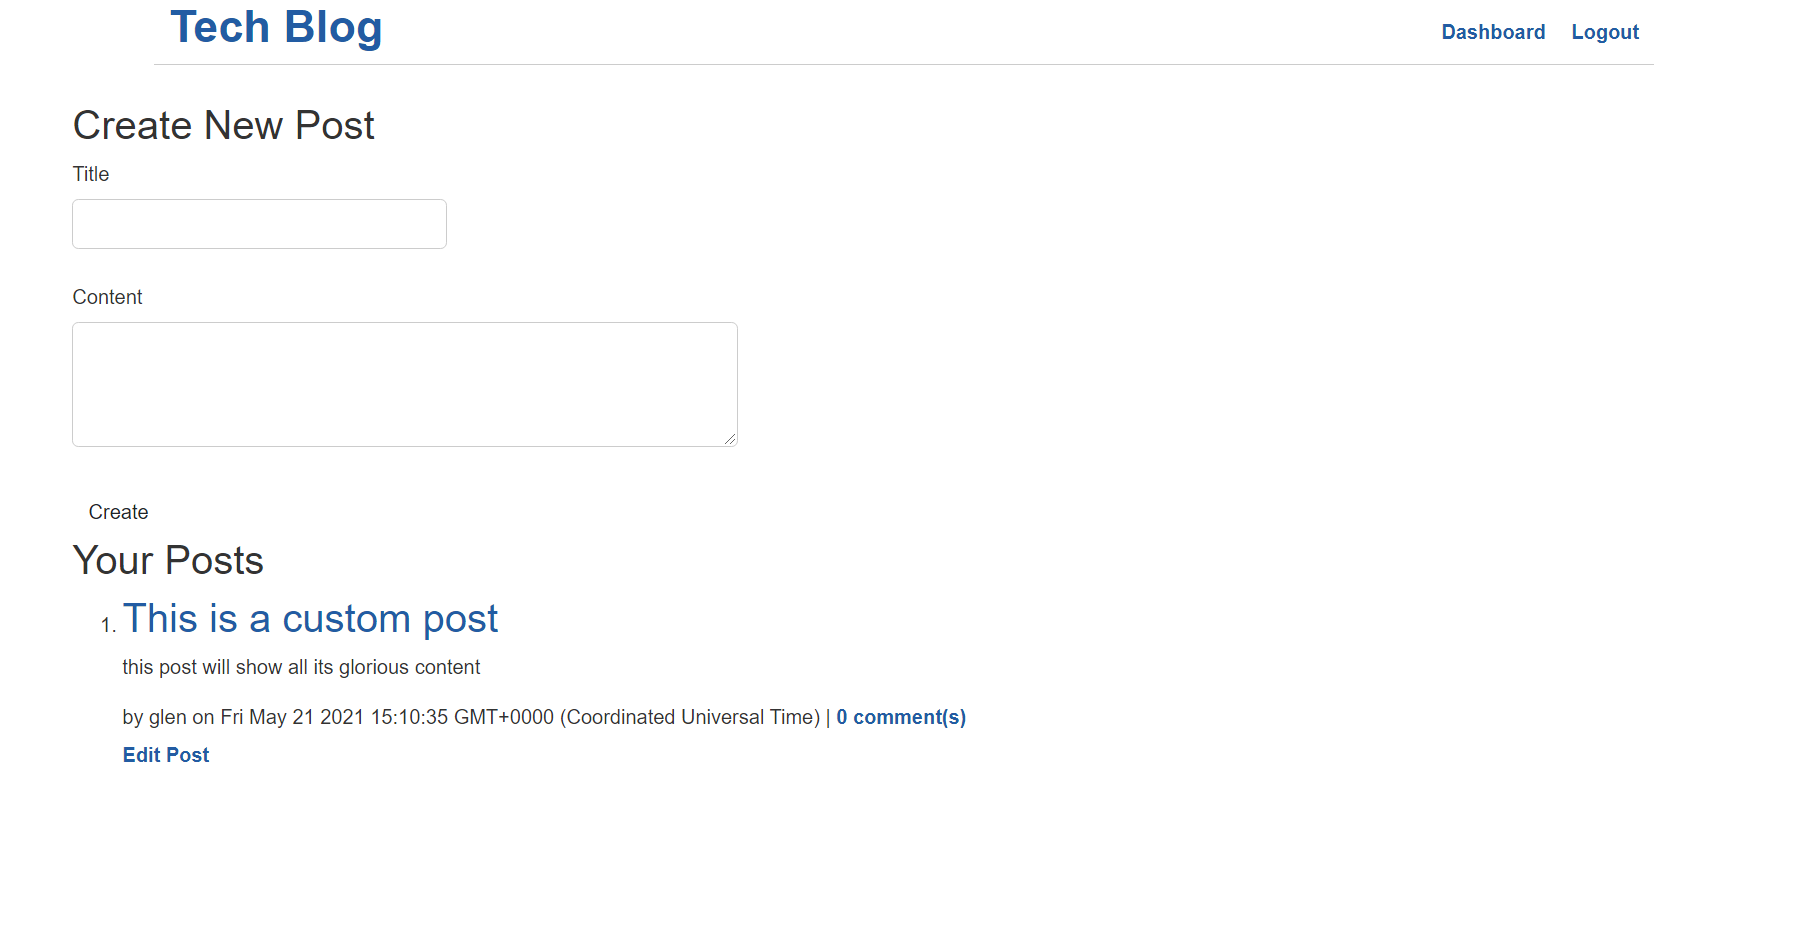 Tech Blog
Dashboard Logout
Create New Post
Title
Content
Create
Your Posts
1. This is a custom post
this post will show all its glorious content
by glen on Fri May 21 2021 15:10:35 GMT+0000 (Coordinated Universal Time) | 0 comment(s)
Edit Post